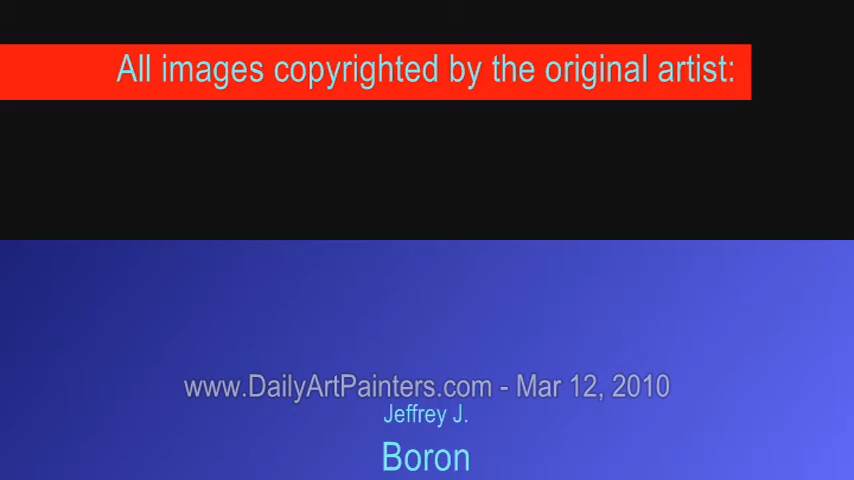 All images copyrighted by the original artist:
www.DailyArtPainters.com - Mar 12, 2010
Jeffrey J.
Boron